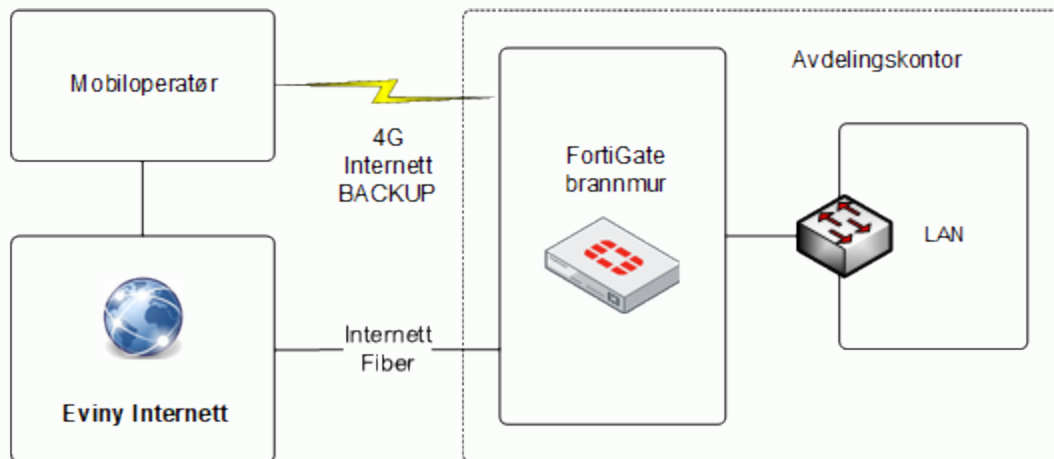 Mobiloperatør
4G
Internett
BACKUP
Avdelingskontor
FortiGate
brannmur
LAN
Internett
Fiber
Eviny Internett